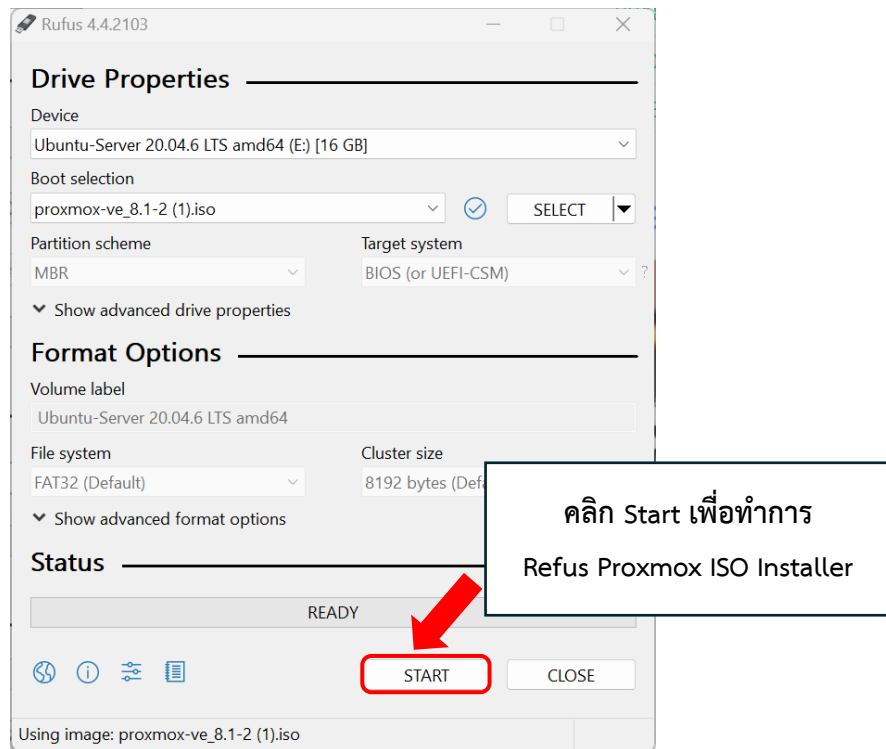 Rufus 4.4.2103
Drive Properties
Device
Ubuntu-Server 20.04.6 LTS amd64 (E:) [16 GB]
Boot selection
proxmox-ve_8.1-2 (1).iso
SELECT
Partition scheme
Target system
MBR
BIOS (or UEFI-CSM)
?
Show advanced drive properties
Format Options
Volume label
Ubuntu-Server 20.04.6 LTS amd64
File system
Cluster size
FAT32 (Default)
8192 bytes (Def
Show advanced format options
คลิก Start เพื่อทำการ
Refus Proxmox ISO Installer
Status
READY
START
CLOSE
Using image: proxmox-ve_8.1-2 (1).iso